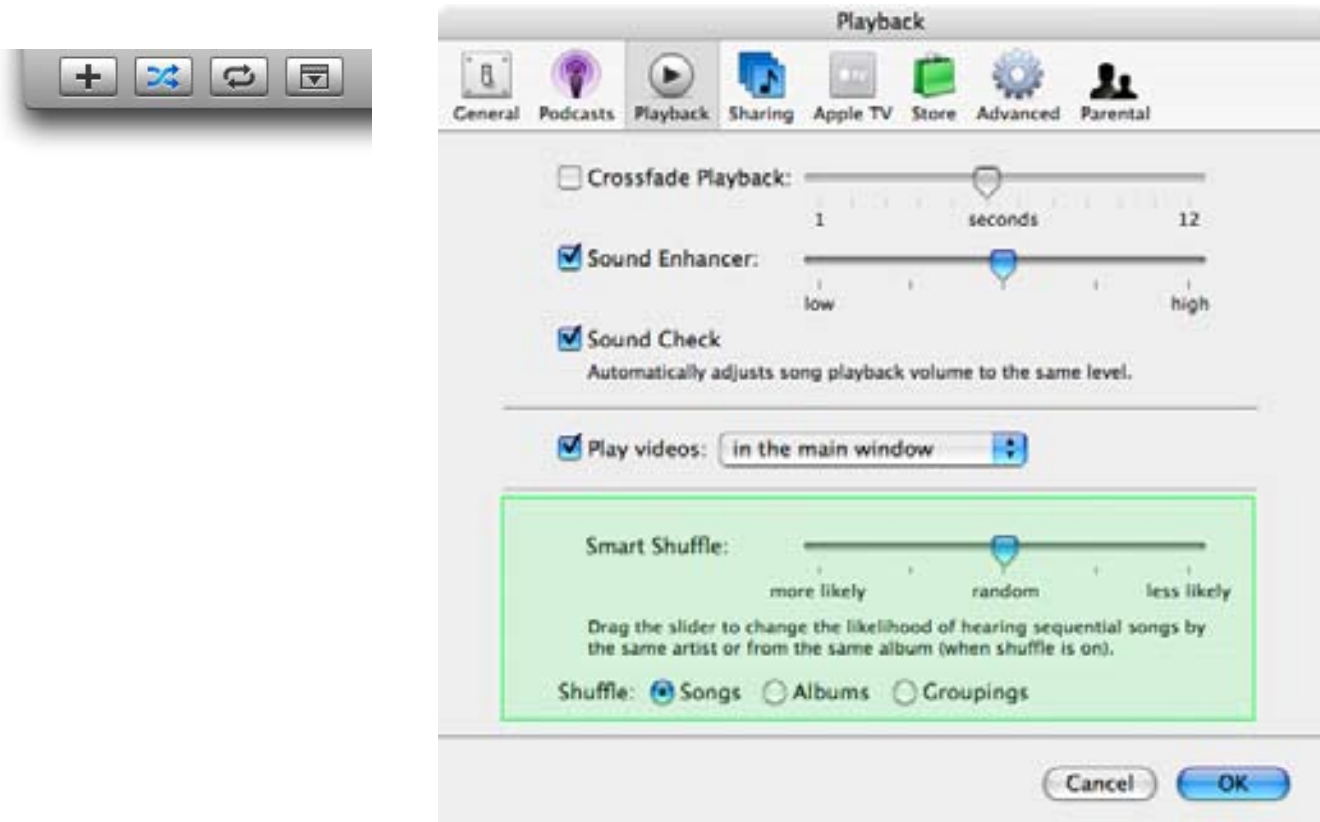 Playback
General Podcasts Playback Sharing Apple TV Store Advanced Parental
Crossfade Playback:
1 seconds 12
Sound Enhancer:
low high
Sound Check
Automatically adjusts song playback volume to the same level.
Play videos: in the main window
Smart Shuffle:
more likely random less likely
Drag the slider to change the likelihood of hearing sequential songs by
the same artist or from the same album (when shuffle is on).
Shuffle: Songs Albums Groupings
Cancel OK